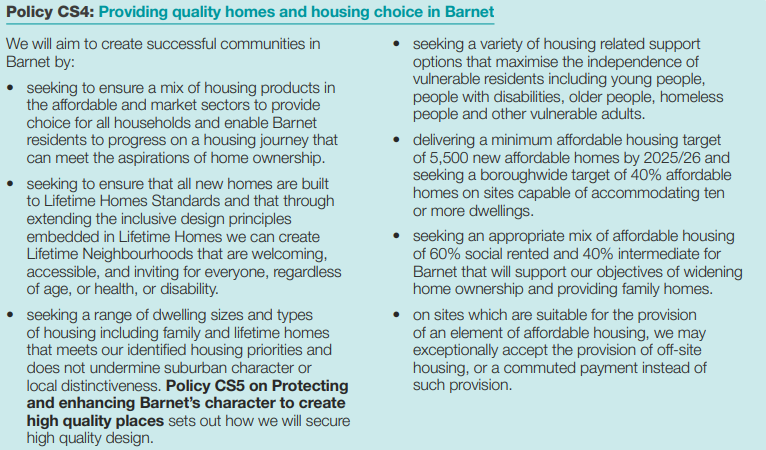 Policy CS4: Providing quality homes and housing choice in Barnet
We will aim to create successful communities in
Barnet by:
• seeking to ensure a mix of housing products in
the affordable and market sectors to provide
choice for all households and enable Barnet
residents to progress on a housing journey that
can meet the aspirations of home ownership.
• seeking to ensure that all new homes are built
to Lifetime Homes Standards and that through
extending the inclusive design principles
embedded in Lifetime Homes we can create
Lifetime Neighbourhoods that are welcoming,
accessible, and inviting for everyone, regardless
of age, or health, or disability.
• seeking a range of dwelling sizes and types
of housing including family and lifetime homes
that meets our identified housing priorities and
does not undermine suburban character or
local distinctiveness. Policy CS5 on Protecting
and enhancing Barnet's character to create
high quality places sets out how we will secure
high quality design.
• seeking a variety of housing related support
options that maximise the independence of
vulnerable residents including young people,
people with disabilities, older people, homeless
people and other vulnerable adults.
• delivering a minimum affordable housing target
of 5,500 new affordable homes by 2025/26 and
seeking a boroughwide target of 40% affordable
homes on sites capable of accommodating ten
or more dwellings.
• seeking an appropriate mix of affordable housing
of 60% social rented and 40% intermediate for
Barnet that will support our objectives of widening
home ownership and providing family homes.
• on sites which are suitable for the provision
of an element of affordable housing, we may
exceptionally accept the provision of off-site
housing, or a commuted payment instead of
such provision.